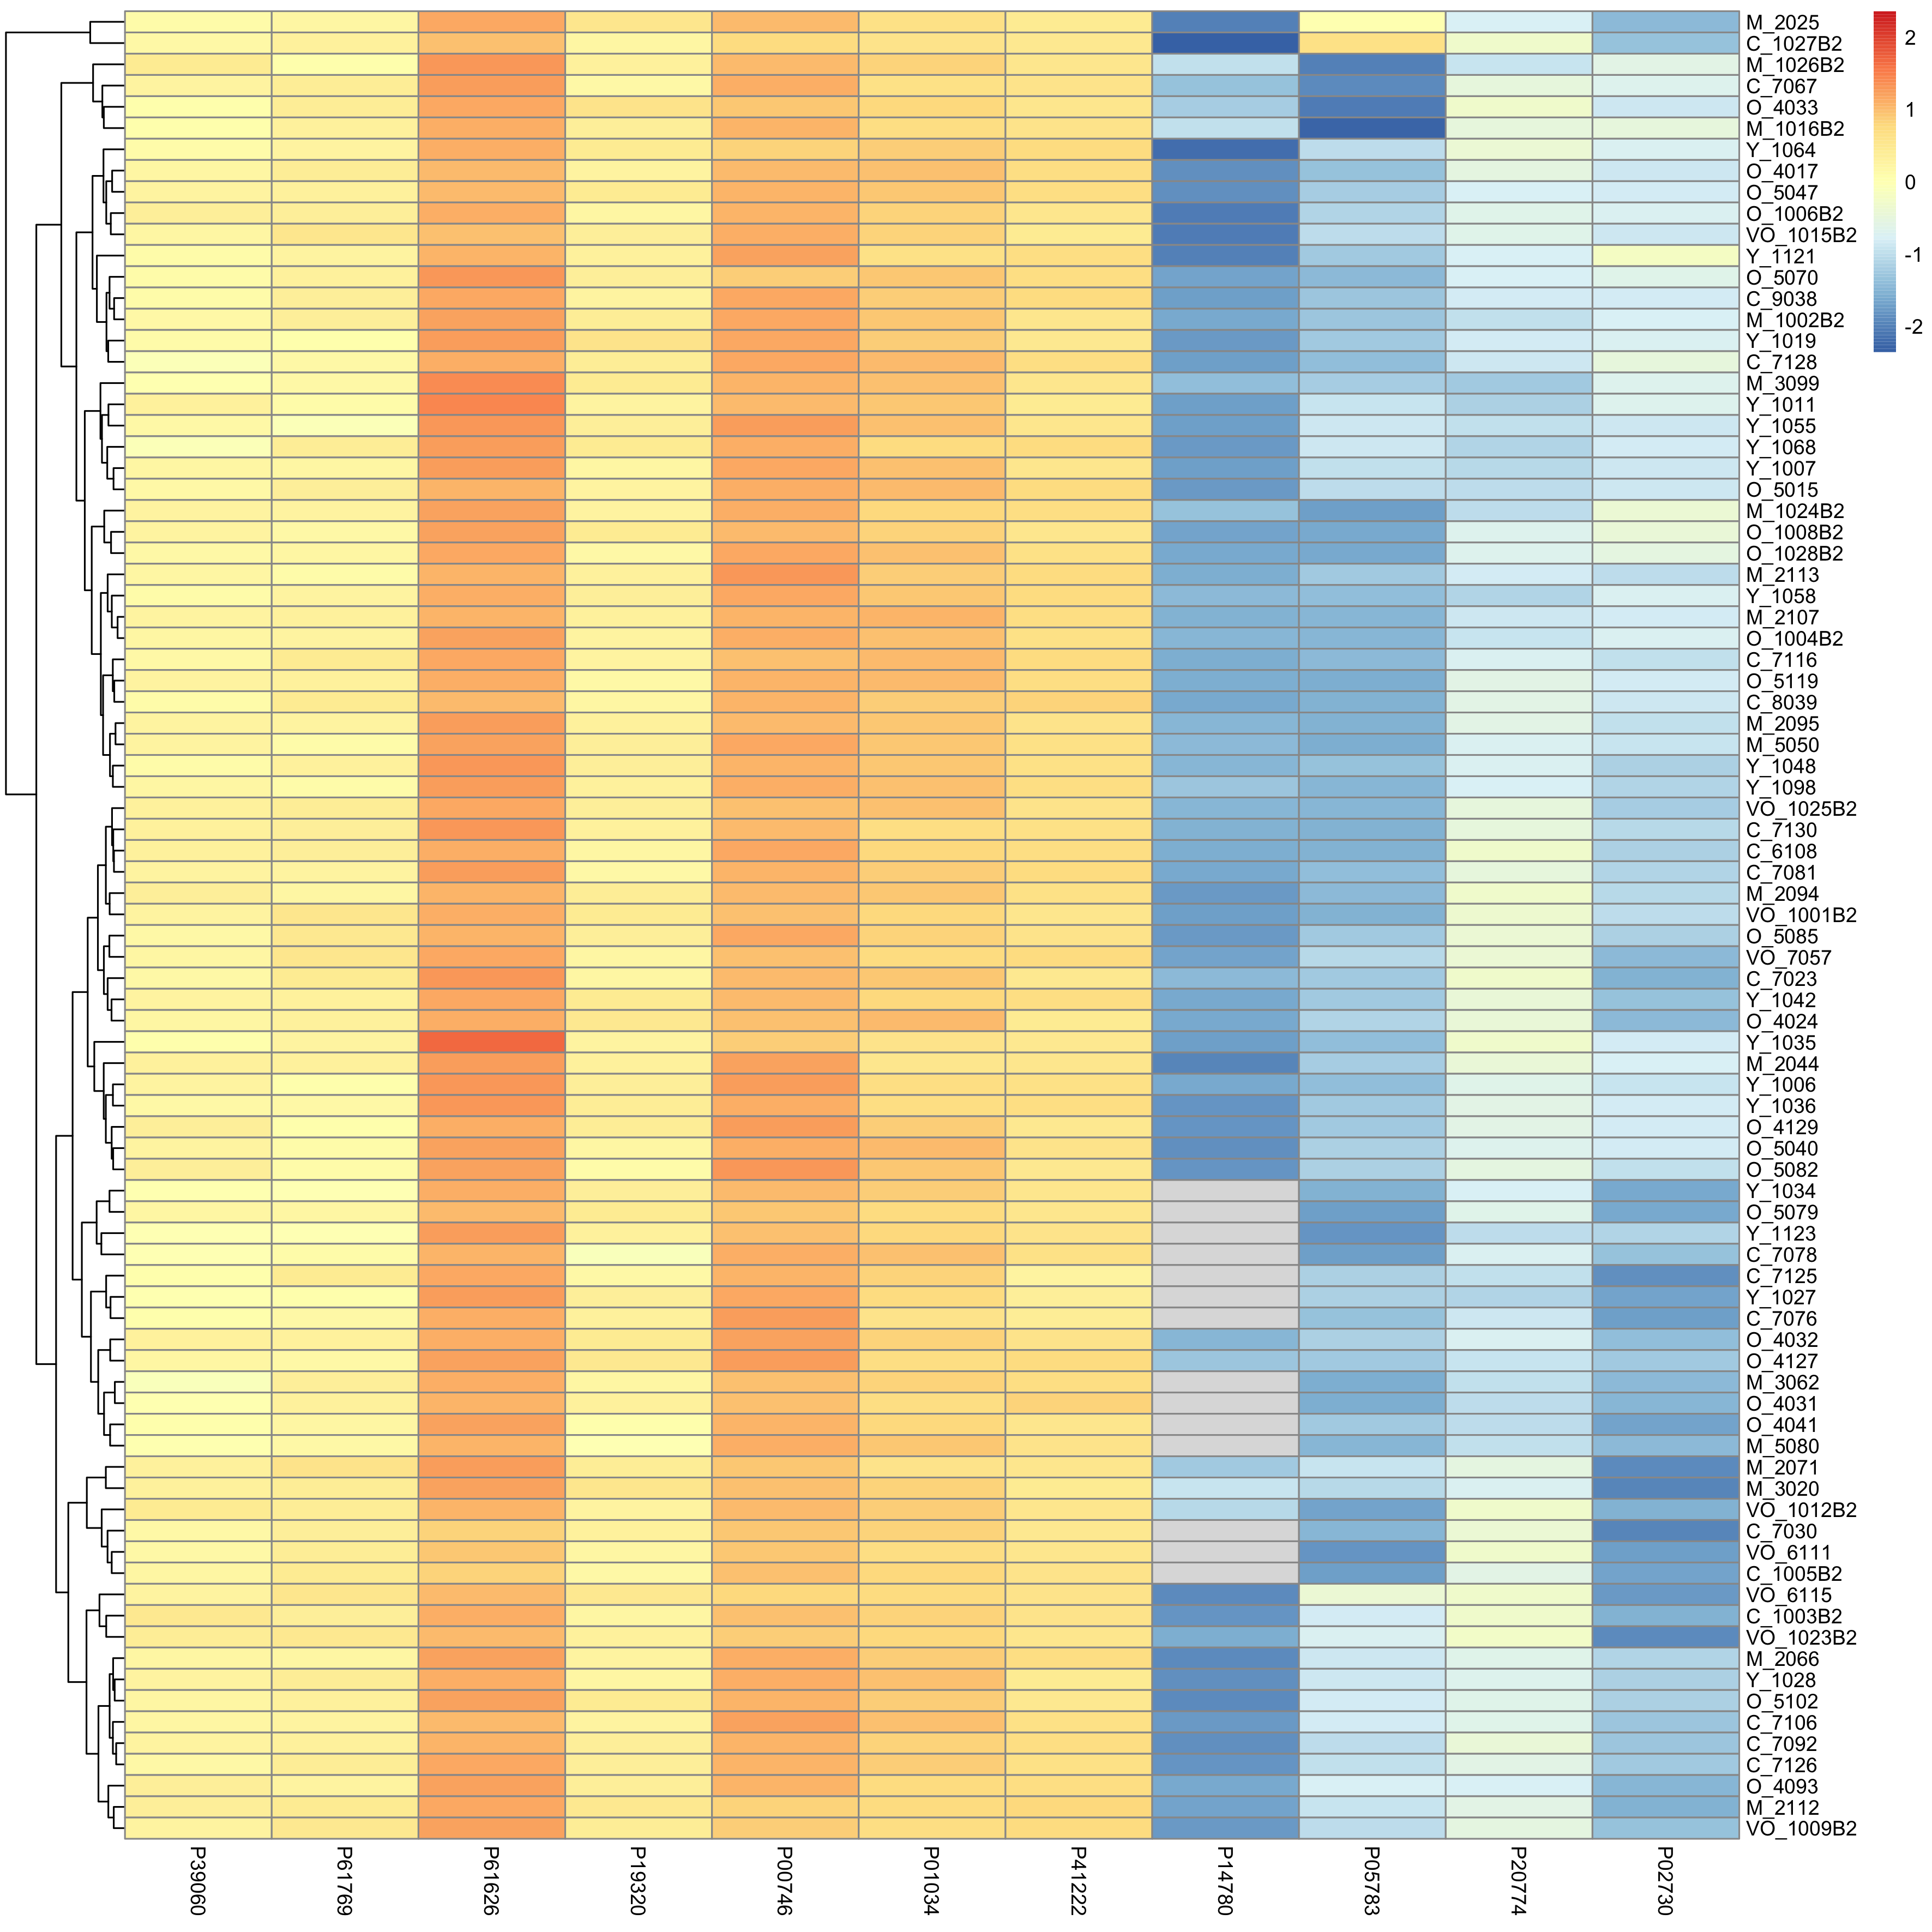 M_2025
C_1027B2
M_1026B2
C_7067
O_4033
M_1016B2
Y_1064
O_4017
O_5047
O_1006B2
VO_1015B2
Y_1121
O_5070
C_9038
M_1002B2
Y_1019
C_7128
M_3099
Y_1011
Y_1055
Y_1068
Y_1007
O_5015
M_1024B2
O_1008B2
O_1028B2
M_2113
Y_1058
M_2107
O_1004B2
C_7116
O_5119
C_8039
M_2095
M_5050
Y_1048
Y_1098
VO_1025B2
C_7130
C_6108
C_7081
M_2094
VO_1001B2
O_5085
VO_7057
C_7023
Y_1042
O_4024
Y_1035
M_2044
Y_1006
Y_1036
O_4129
O_5040
O_5082
Y_1034
O_5079
Y_1123
C_7078
C_7125
Y_1027
C_7076
O_4032
O_4127
M_3062
O_4031
O_4041
M_5080
M_2071
M_3020
VO_1012B2
C_7030
VO_6111
C_1005B2
VO_6115
C_1003B2
VO_1023B2
M_2066
Y_1028
O_5102
C_7106
C_7092
C_7126
O_4093
M_2112
VO_1009B2
2
1
0
-1
-2
P39060
P61769
P61626
P19320
P00746
P01034
P41222
P14780
P05783
P20774
P02730